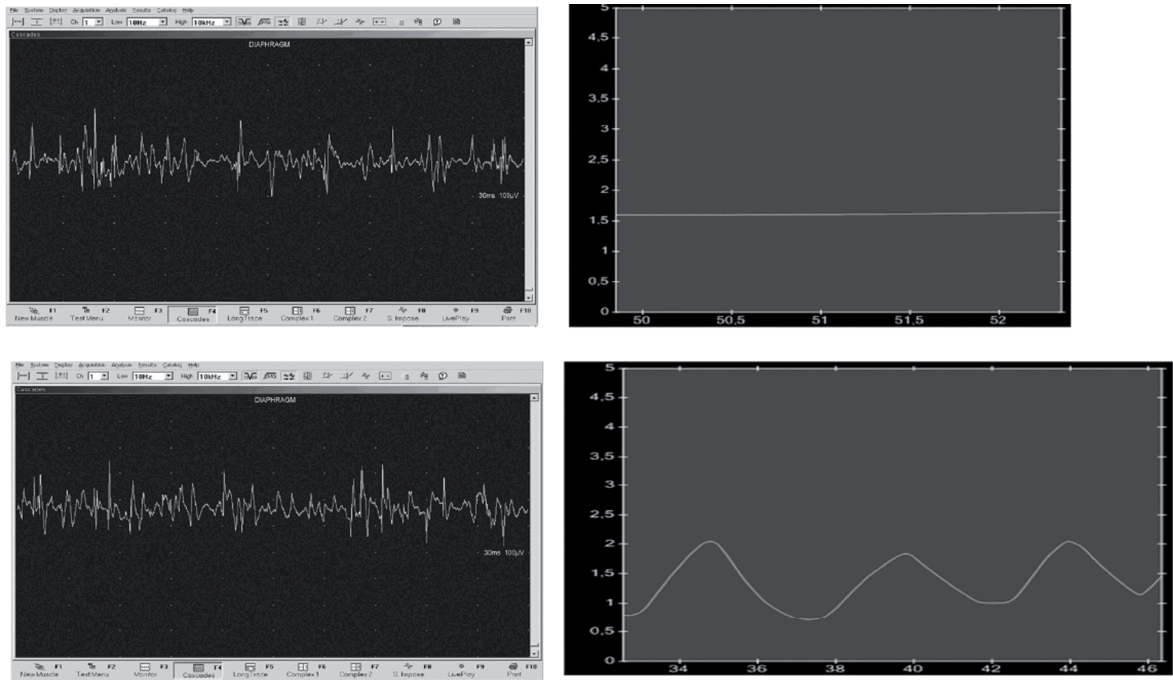 File System Display Acquisition Analysis Results Catalog Help
Ch 1 Low 10Hz High 10kHz
Cascades
DIAPHRAGM
30ms 100µV
F1 F2 F3 F4 F5 F6 F7 F8 F9 F10
New Muscle Test Menu Monitor Cascades Long Trace Complex 1 Complex 2 S. Impose LivePlay Print
5
4,5
4
3,5
3
2,5
2
1,5
1
0,5
0
50 50,5 51 51,5 52
File System Display Acquisition Analysis Results Catalog Help
Ch 1 Low 10Hz High 10kHz
Cascades
DIAPHRAGM
30ms 100µV
F1 F2 F3 F4 F5 F6 F7 F8 F9 F10
New Muscle Test Menu Monitor Cascades Long Trace Complex 1 Complex 2 S. Impose LivePlay Print
5
4,5
4
3,5
3
2,5
2
1,5
1
0,5
0
34 36 38 40 42 44 46